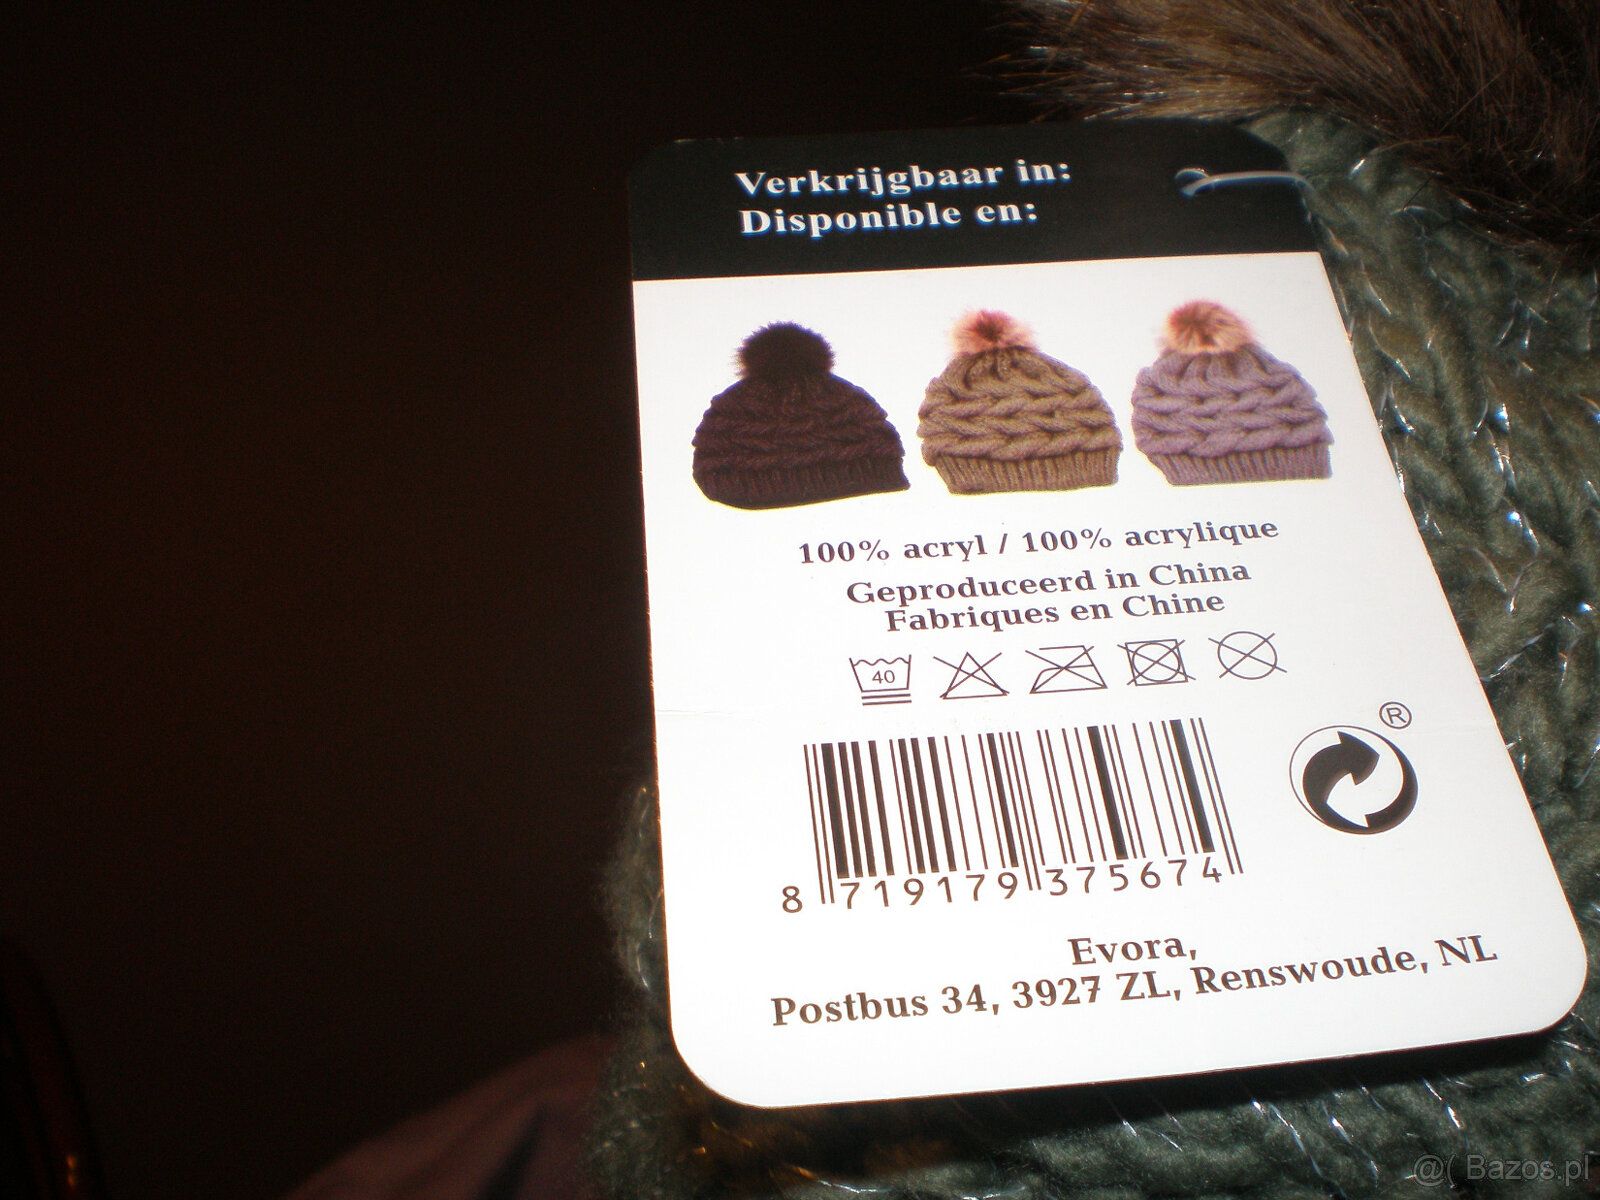 Verkrijgbaar in:
Disponible en:
100% acryl / 100% acrylique
Geproduceerd in China
Fabriques en Chine
40
®
8 719179 375674
Evora,
Postbus 34, 3927 ZL, Renswoude, NL
@( Bazos.pl